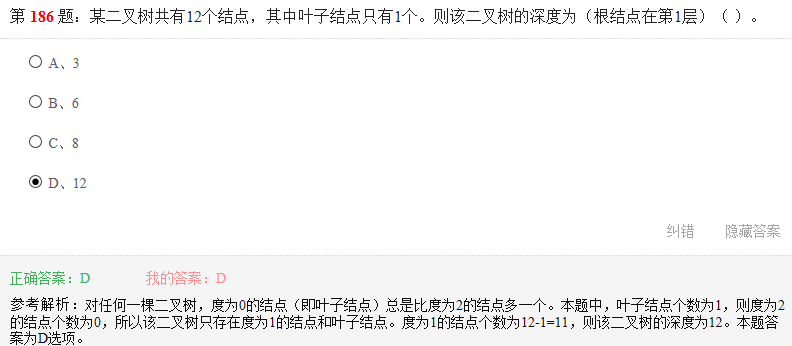 第 186 题：某二叉树共有12个结点，其中叶子结点只有1个。则该二叉树的深度为（根结点在第1层）（ ）。
A、3
B、6
C、8
D、12
纠错 隐藏答案
正确答案：D 我的答案：D
参考解析：对任何一棵二叉树，度为0的结点（即叶子结点）总是比度为2的结点多一个。本题中，叶子结点个数为1，则度为2
的结点个数为0，所以该二叉树只存在度为1的结点和叶子结点。度为1的结点个数为12-1=11，则该二叉树的深度为12。本题答
案为D选项。